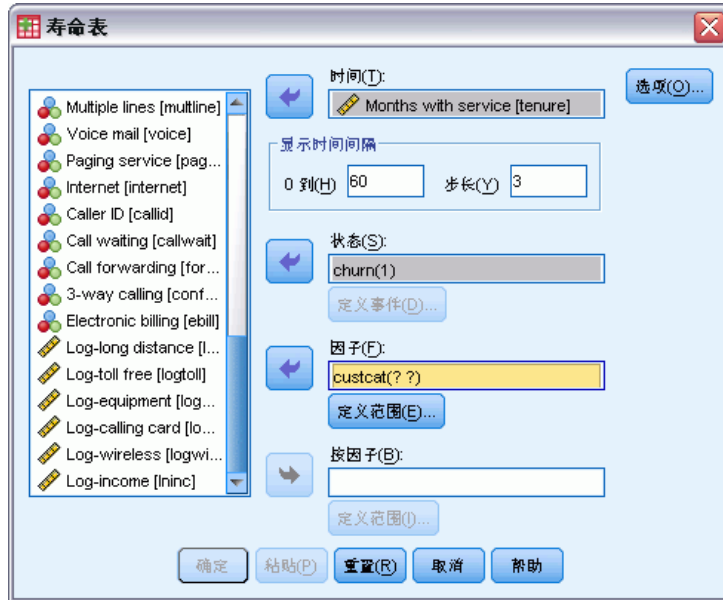 寿命表
Multiple lines [multline]
Voice mail [voice]
Paging service [pag...
Internet [internet]
Caller ID [callid]
Call waiting [callwait]
Call forwarding [for...
3-way calling [conf...
Electronic billing [ebill]
Log-long distance [l...
Log-toll free [logtoll]
Log-equipment [log...
Log-calling card [lo...
Log-wireless [logwi...
Log-income [lninc]
时间(T):
Months with service [tenure]
选项(O)...
显示时间间隔
0 到(H) 60 步长(Y) 3
状态(S):
churn(1)
定义事件(D)...
因子(F):
custcat(? ?)
定义范围(E)...
按因子(B):
定义范围(I)...
确定 粘贴(P) 重置(R) 取消 帮助